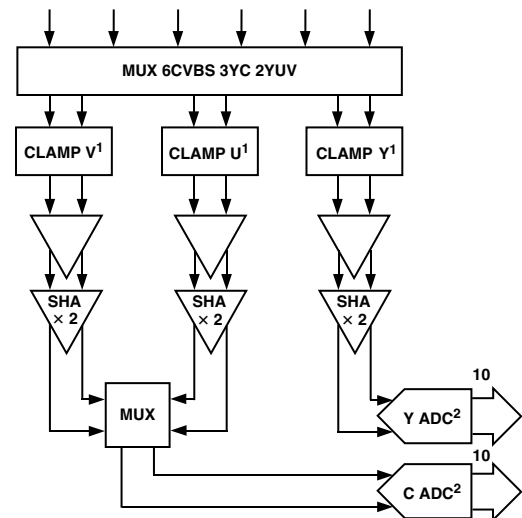 MUX 6CVBS 3YC 2YUV
CLAMP V¹
CLAMP U¹
CLAMP Y¹
SHA
× 2
SHA
× 2
SHA
× 2
MUX
10
Y ADC²
10
C ADC²